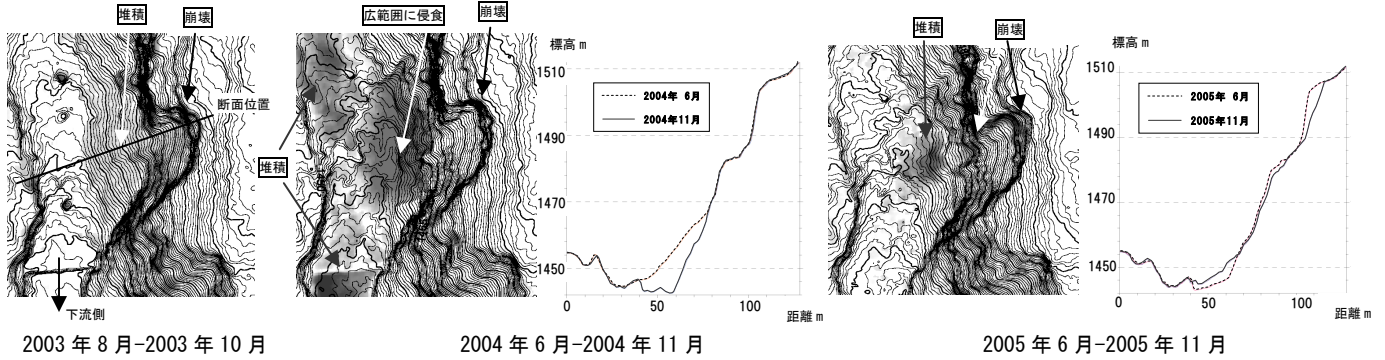 堆積
崩壊
断面位置
下流側
2003 年 8 月-2003 年 10 月
広範囲に侵食
崩壊
堆積
標高 m
1510
1490
1470
1450
0
50
100
距離 m
2004年 6月
2004年11月
2004 年 6 月-2004 年 11 月
堆積
崩壊
標高 m
1510
1490
1470
1450
0
50
100
距離 m
2005年 6月
2005年11月
2005 年 6 月-2005 年 11 月